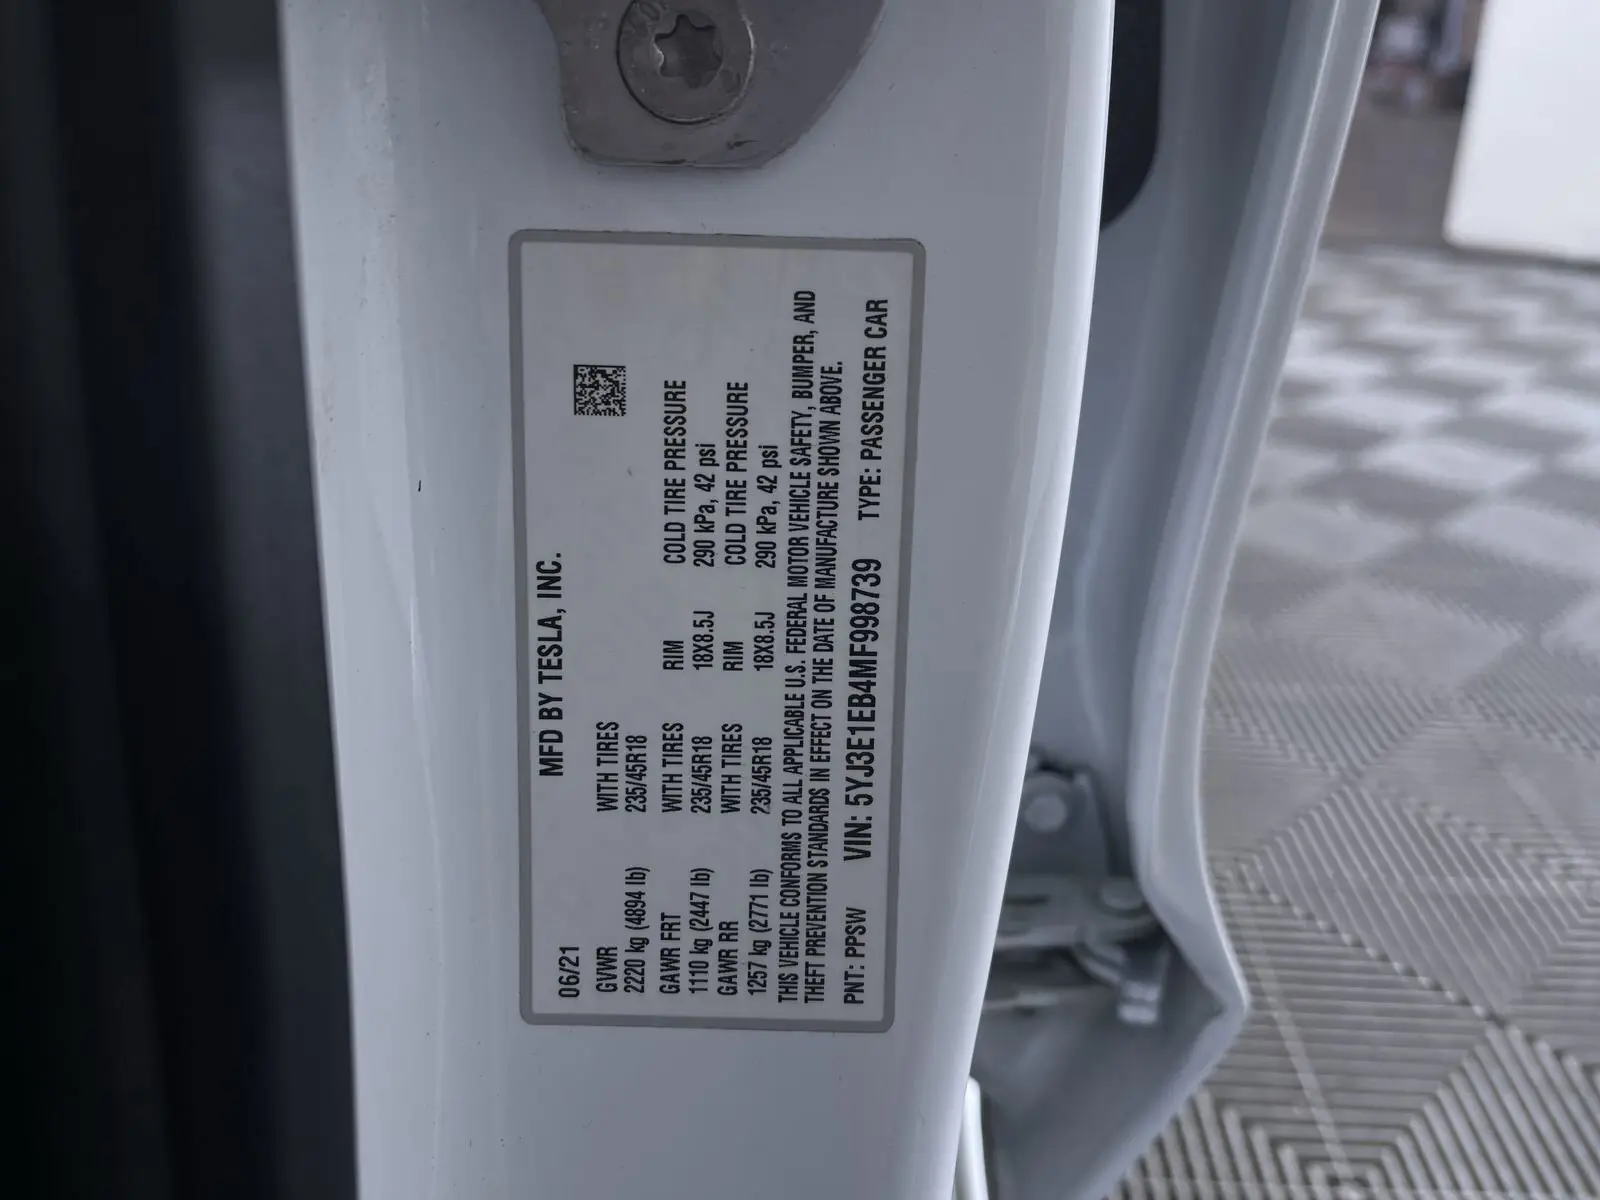 MFD BY TESLA, INC.
06/21
GVWR WITH TIRES
2220 kg (4894 lb) 235/45R18
GAWR FRT WITH TIRES RIM COLD TIRE PRESSURE
1110 kg (2447 lb) 235/45R18 18X8.5J 290 kPa, 42 psi
GAWR RR WITH TIRES RIM COLD TIRE PRESSURE
1257 kg (2771 lb) 235/45R18 18X8.5J 290 kPa, 42 psi
THIS VEHICLE CONFORMS TO ALL APPLICABLE U.S. FEDERAL MOTOR VEHICLE SAFETY, BUMPER, AND
THEFT PREVENTION STANDARDS IN EFFECT ON THE DATE OF MANUFACTURE SHOWN ABOVE.
PNT: PPSW VIN: 5YJ3E1EB4MF998739 TYPE: PASSENGER CAR